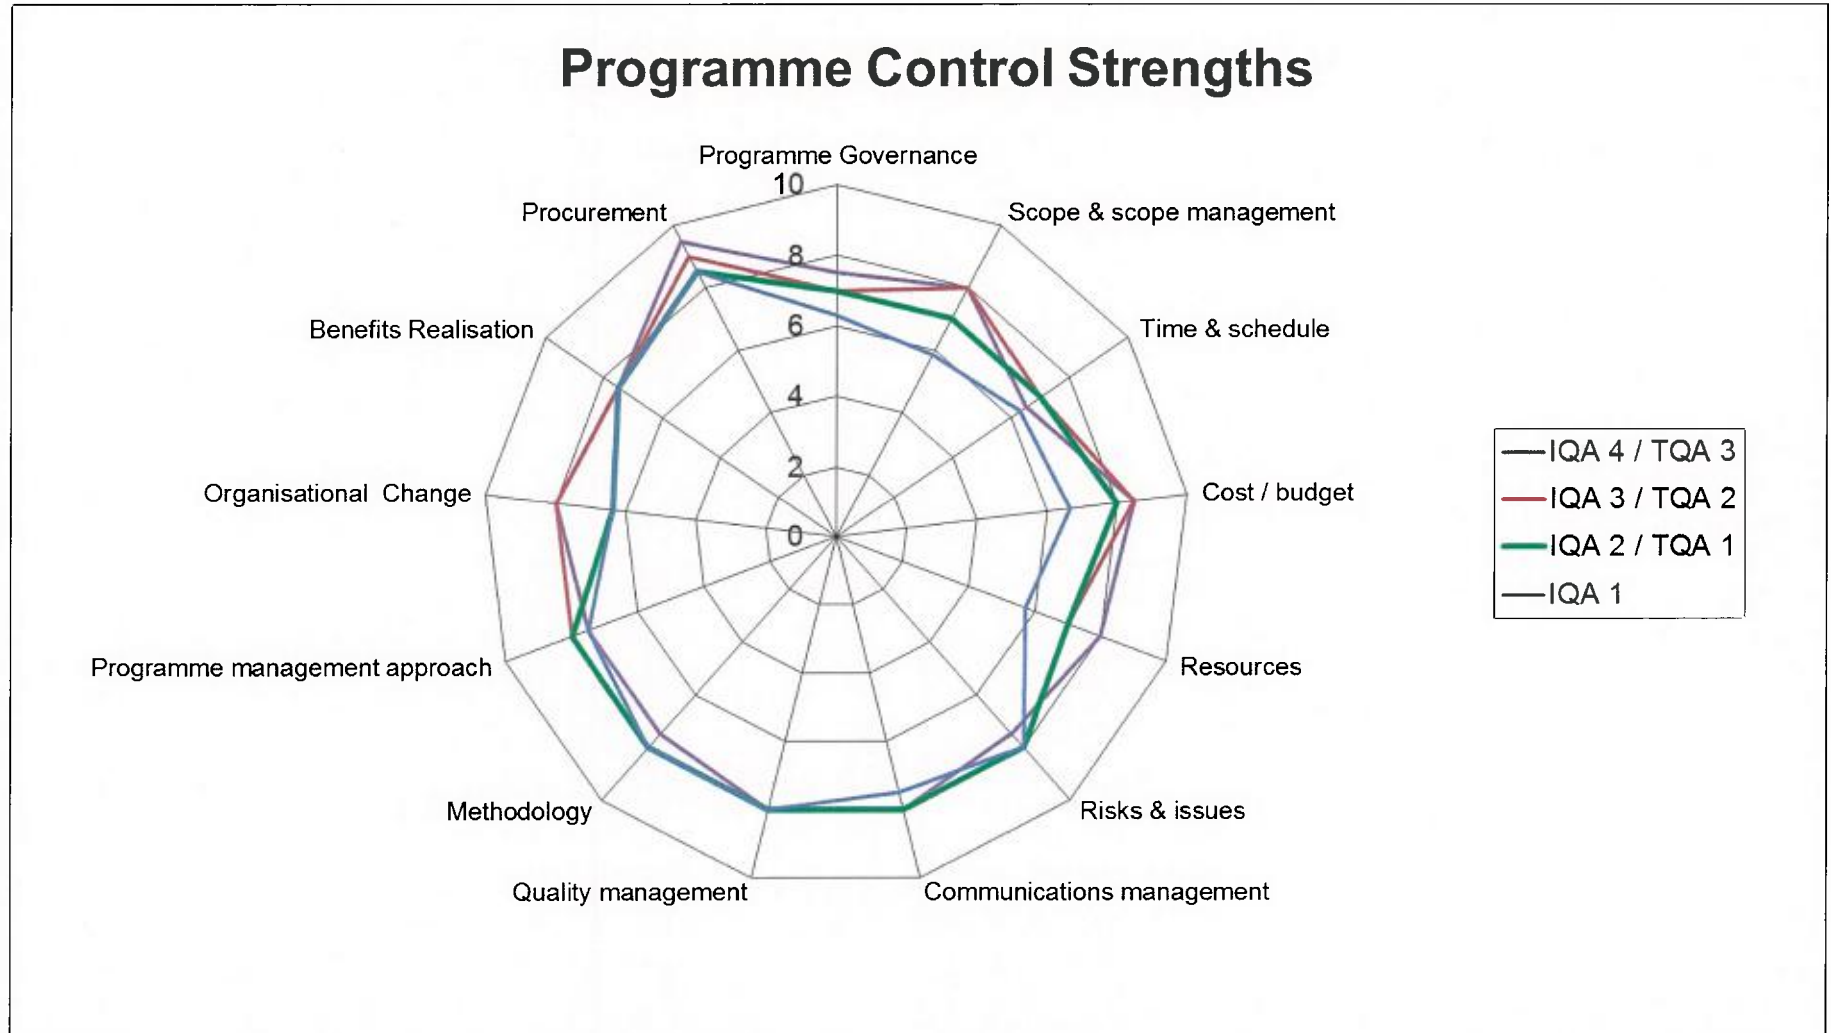 Programme Control Strengths
Programme Governance
10
Procurement
Scope & scope management
8
Benefits Realisation
6
Time & schedule
4
Organisational  Change
2
Cost / budget
0
IQA 4 / TQA 3
IQA 3 / TQA 2
IQA 2 / TQA 1
IQA 1
Programme management approach
Resources
Methodology
Risks & issues
Quality management
Communications management